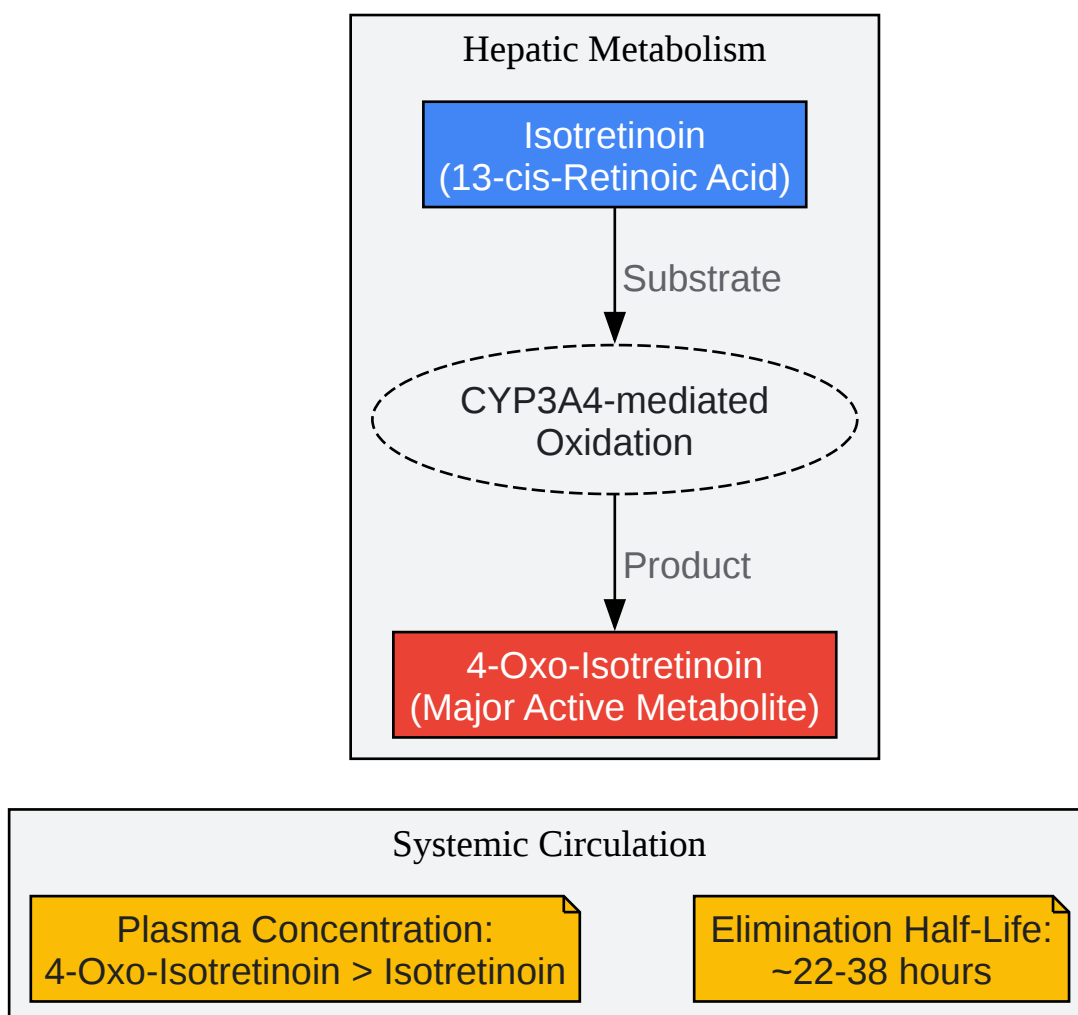 Hepatic Metabolism
Isotretinoin
(13-cis-Retinoic Acid)
Substrate
CYP3A4-mediated
Oxidation
Product
4-Oxo-Isotretinoin
(Major Active Metabolite)
Systemic Circulation
Plasma Concentration:
4-Oxo-Isotretinoin > Isotretinoin
Elimination Half-Life:
~22-38 hours